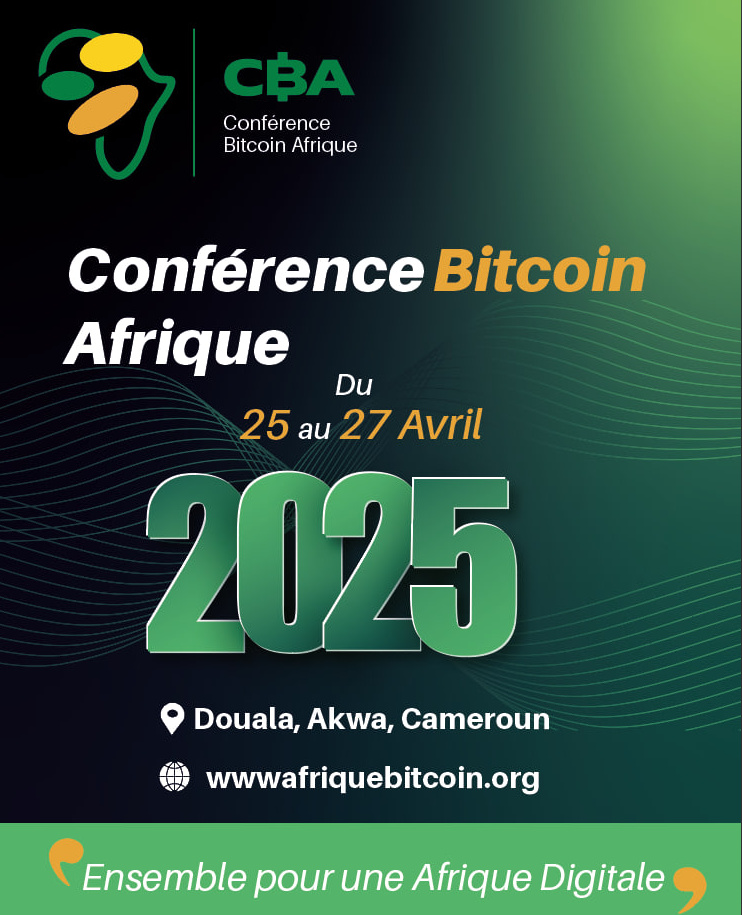 CBA
Conférence
Bitcoin Afrique
Conférence Bitcoin
Afrique
Du
25 au 27 Avril
2025
Douala, Akwa, Cameroun
wwwafriquebitcoin.org
Ensemble pour une Afrique Digitale